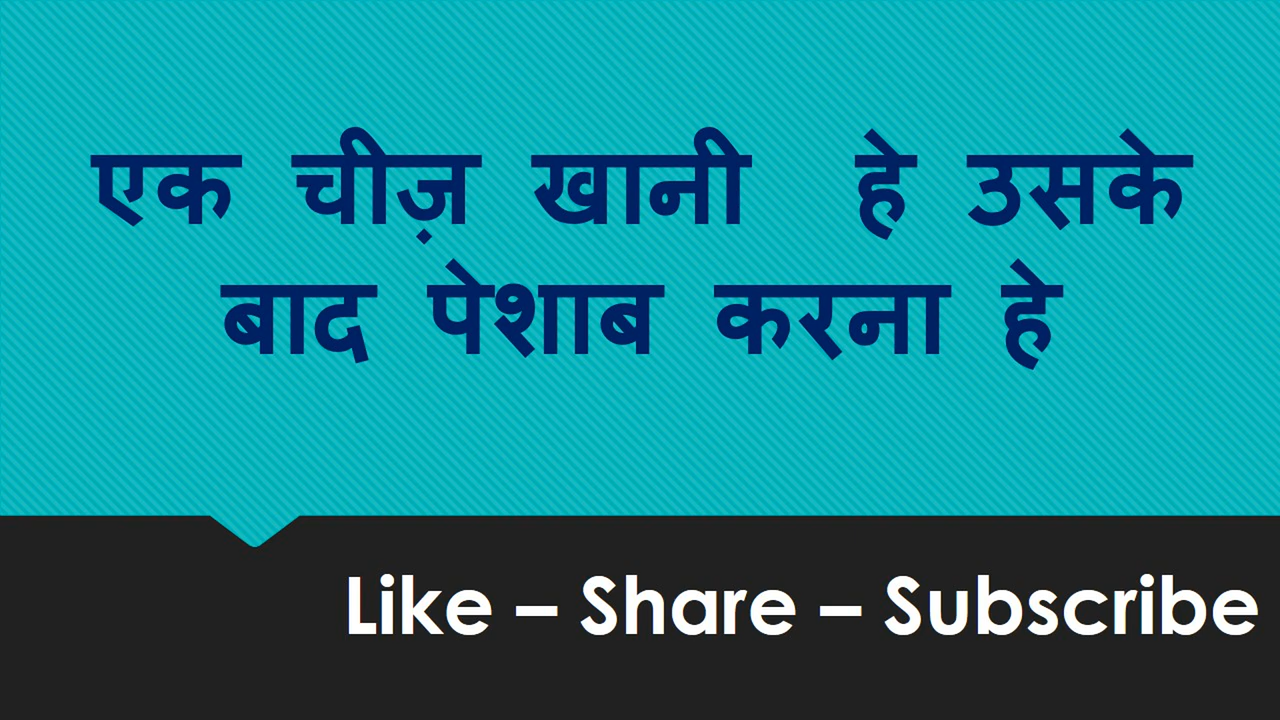 एक चीज़ खानी हे उसके
बाद पेशाब करना हे
Like – Share – Subscribe